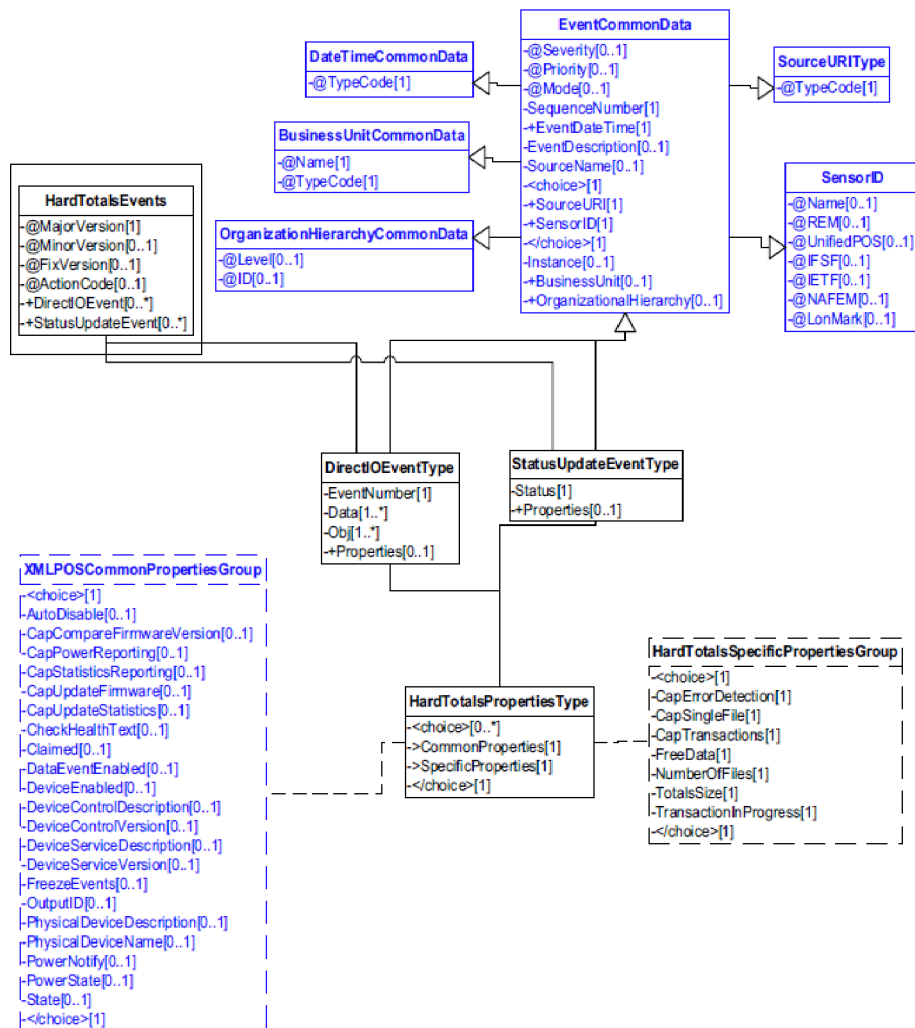 EventCommonData
-@Severity[0..1]
-@Priority[0..1]
-@Mode[0..1]
-SequenceNumber[1]
-+EventDateTime[1]
-EventDescription[0..1]
-SourceName[0..1]
-<choice>[1]
-+SourceURI[1]
-+SensorID[1]
-</choice>[1]
-Instance[0..1]
-+BusinessUnit[0..1]
-+OrganizationalHierarchy[0..1]
DateTimeCommonData
-@TypeCode[1]
SourceURIType
-@TypeCode[1]
BusinessUnitCommonData
-@Name[1]
-@TypeCode[1]
OrganizationHierarchyCommonData
-@Level[0..1]
-@ID[0..1]
SensorID
-@Name[0..1]
-@REM[0..1]
-@UnifiedPOS[0..1]
-@IFSF[0..1]
-@IETF[0..1]
-@NAFEM[0..1]
-@LonMark[0..1]
HardTotalsEvents
-@MajorVersion[1]
-@MinorVersion[0..1]
-@FixVersion[0..1]
-@ActionCode[0..1]
-+DirectIOEvent[0..*]
-+StatusUpdateEvent[0..*]
DirectIOEventType
-EventNumber[1]
-Data[1..*]
-Obj[1..*]
-+Properties[0..1]
StatusUpdateEventType
-Status[1]
-+Properties[0..1]
XMLPOSCommonPropertiesGroup
-<choice>[1]
-AutoDisable[0..1]
-CapCompareFirmwareVersion[0..1]
-CapPowerReporting[0..1]
-CapStatisticsReporting[0..1]
-CapUpdateFirmware[0..1]
-CapUpdateStatistics[0..1]
-CheckHealthText[0..1]
-Claimed[0..1]
-DataEventEnabled[0..1]
-DeviceEnabled[0..1]
-DeviceControlDescription[0..1]
-DeviceControlVersion[0..1]
-DeviceServiceDescription[0..1]
-DeviceServiceVersion[0..1]
-FreezeEvents[0..1]
-OutputID[0..1]
-PhysicalDeviceDescription[0..1]
-PhysicalDeviceName[0..1]
-PowerNotify[0..1]
-PowerState[0..1]
-State[0..1]
-</choice>[1]
HardTotalsPropertiesType
-<choice>[0..*]
->CommonProperties[1]
->SpecificProperties[1]
-</choice>[1]
HardTotalsSpecificPropertiesGroup
-<choice>[1]
-CapErrorDetection[1]
-CapSingleFile[1]
-CapTransactions[1]
-FreeData[1]
-NumberOfFiles[1]
-TotalsSize[1]
-TransactionInProgress[1]
-</choice>[1]